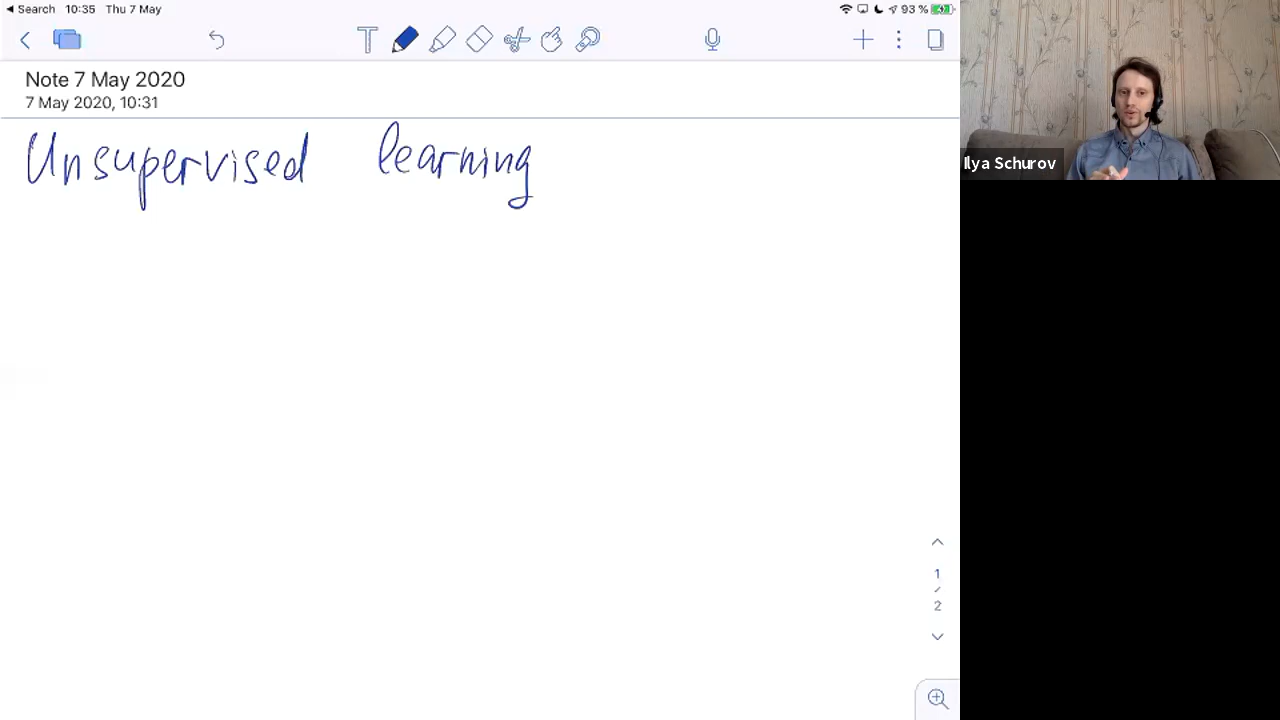 Search 10:35 Thu 7 May 93 %
T
Note 7 May 2020
7 May 2020, 10:31
Unsupervised learning
Ilya Schurov
1
/
2